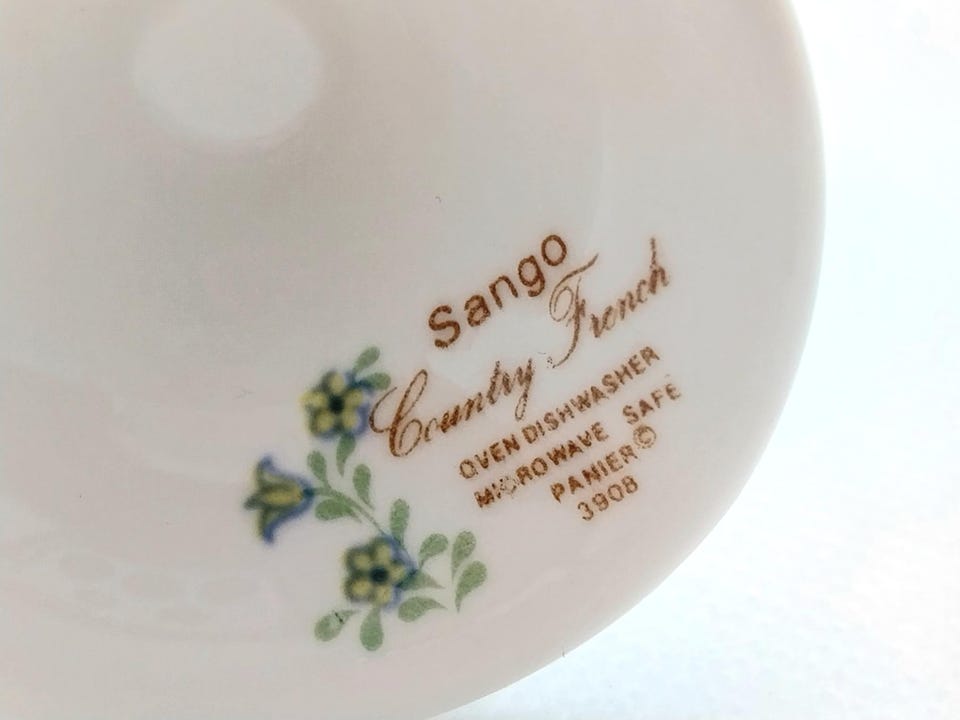 Sango
Country French
OVEN DISHWASHER
MICROWAVE SAFE
PANIER©
3908